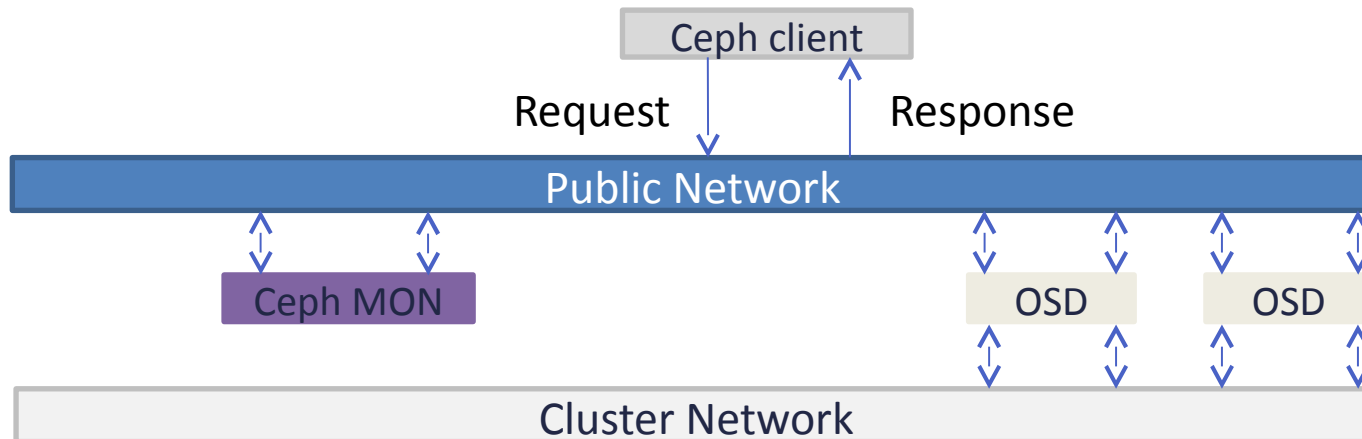 Ceph client
Request
Response
Public Network
Ceph MON
OSD
OSD
Cluster Network